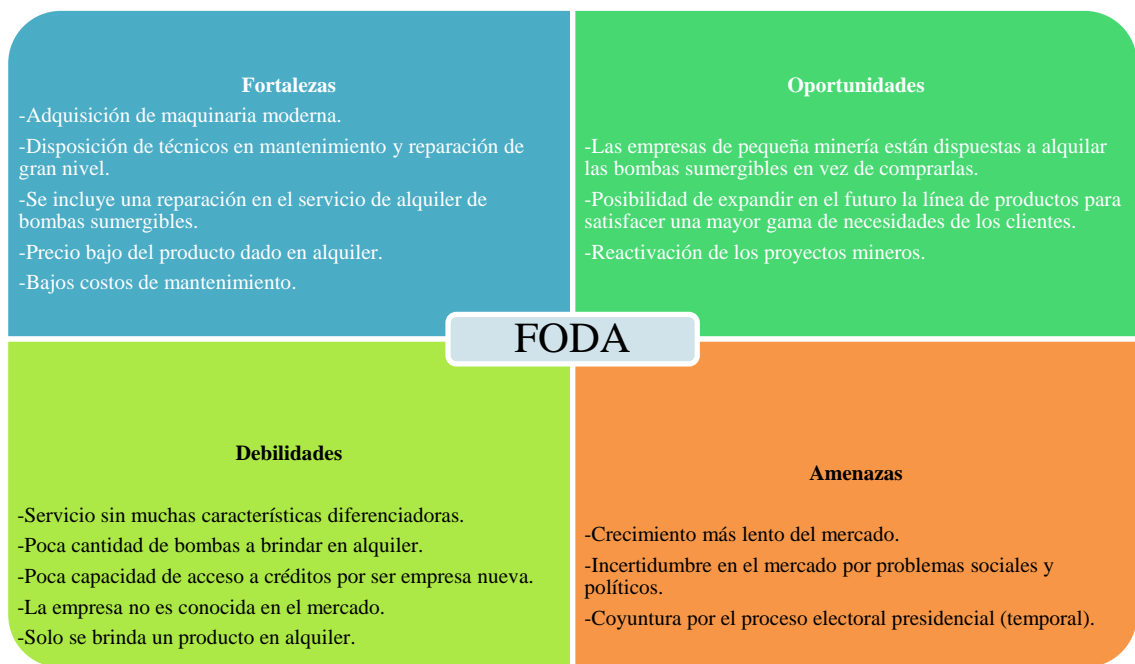 Fortalezas
-Adquisición de maquinaria moderna.
-Disposición de técnicos en mantenimiento y reparación de
gran nivel.
-Se incluye una reparación en el servicio de alquiler de
bombas sumergibles.
-Precio bajo del producto dado en alquiler.
-Bajos costos de mantenimiento.
Oportunidades
-Las empresas de pequeña minería están dispuestas a alquilar
las bombas sumergibles en vez de comprarlas.
-Posibilidad de expandir en el futuro la línea de productos para
satisfacer una mayor gama de necesidades de los clientes.
-Reactivación de los proyectos mineros.
FODA
Debilidades
-Servicio sin muchas características diferenciadoras.
-Poca cantidad de bombas a brindar en alquiler.
-Poca capacidad de acceso a créditos por ser empresa nueva.
-La empresa no es conocida en el mercado.
-Solo se brinda un producto en alquiler.
Amenazas
-Crecimiento más lento del mercado.
-Incertidumbre en el mercado por problemas sociales y
políticos.
-Coyuntura por el proceso electoral presidencial (temporal).